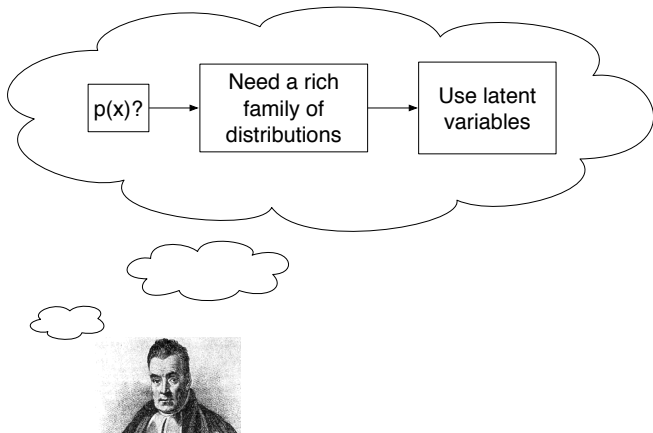 p(x)?
Need a rich
family of
distributions
Use latent
variables